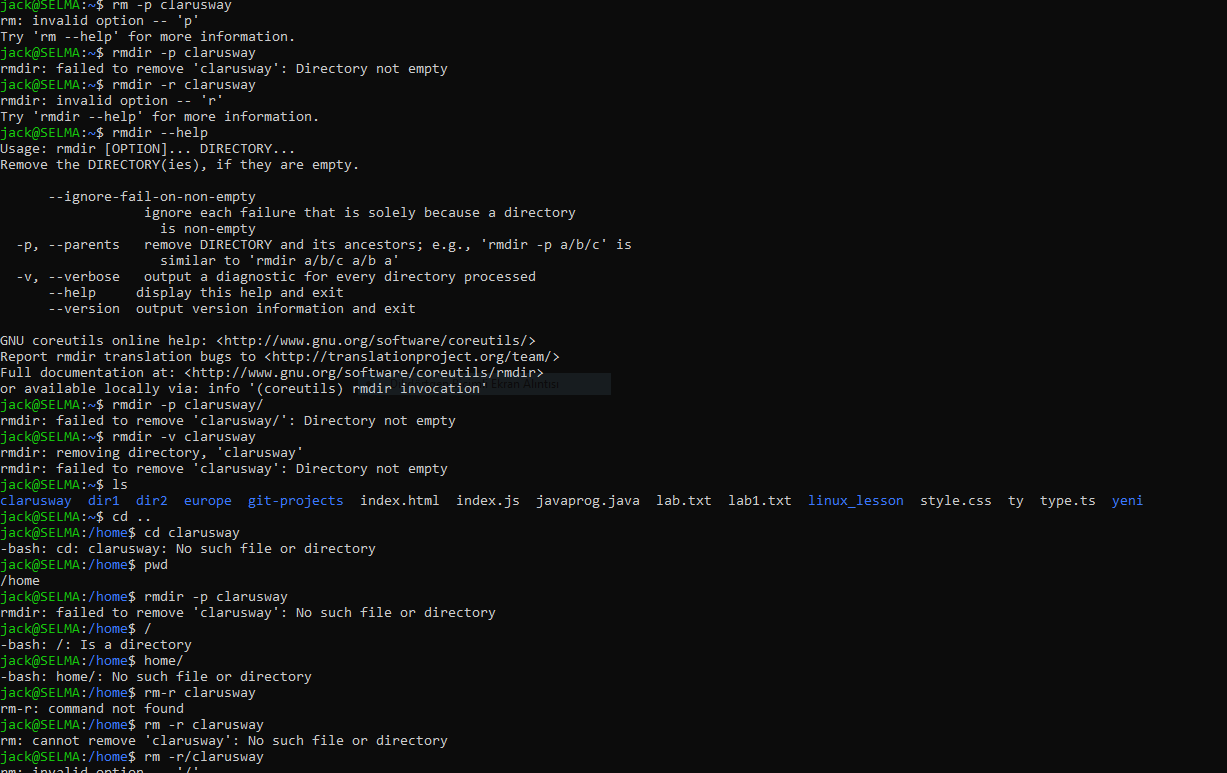 jack@SELMA:~$ rm -p clarusway
rm: invalid option -- 'p'
Try 'rm --help' for more information.
jack@SELMA:~$ rmdir -p clarusway
rmdir: failed to remove 'clarusway': Directory not empty
jack@SELMA:~$ rmdir -r clarusway
rmdir: invalid option -- 'r'
Try 'rmdir --help' for more information.
jack@SELMA:~$ rmdir --help
Usage: rmdir [OPTION]... DIRECTORY...
Remove the DIRECTORY(ies), if they are empty.
--ignore-fail-on-non-empty
ignore each failure that is solely because a directory
is non-empty
-p, --parents   remove DIRECTORY and its ancestors; e.g., 'rmdir -p a/b/c' is
similar to 'rmdir a/b/c a/b a'
-v, --verbose   output a diagnostic for every directory processed
--help     display this help and exit
--version  output version information and exit
GNU coreutils online help: <http://www.gnu.org/software/coreutils/>
Report rmdir translation bugs to <http://translationproject.org/team/>
Full documentation at: <http://www.gnu.org/software/coreutils/rmdir>
Ekran Alıntısı
or available locally via: info '(coreutils) rmdir invocation'
jack@SELMA:~$ rmdir -p clarusway/
rmdir: failed to remove 'clarusway/': Directory not empty
jack@SELMA:~$ rmdir -v clarusway
rmdir: removing directory, 'clarusway'
rmdir: failed to remove 'clarusway': Directory not empty
jack@SELMA:~$ ls
clarusway  dir1  dir2  europe  git-projects  index.html  index.js  javaprog.java  lab.txt  lab1.txt  linux_lesson  style.css  ty  type.ts  yeni
jack@SELMA:~$ cd ..
jack@SELMA:/home$ cd clarusway
-bash: cd: clarusway: No such file or directory
jack@SELMA:/home$ pwd
/home
jack@SELMA:/home$ rmdir -p clarusway
rmdir: failed to remove 'clarusway': No such file or directory
jack@SELMA:/home$ /
-bash: /: Is a directory
jack@SELMA:/home$ home/
-bash: home/: No such file or directory
jack@SELMA:/home$ rm-r clarusway
rm-r: command not found
jack@SELMA:/home$ rm -r clarusway
rm: cannot remove 'clarusway': No such file or directory
jack@SELMA:/home$ rm -r/clarusway
rm: invalid option -- '/'